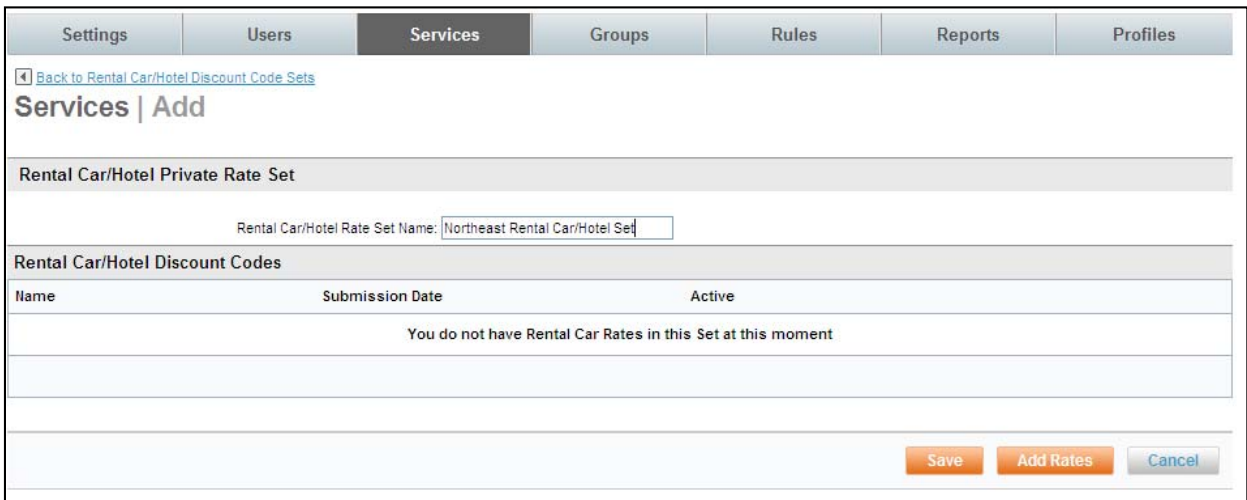 Settings Users Services Groups Rules Reports Profiles
Back to Rental Car/Hotel Discount Code Sets
Services | Add
Rental Car/Hotel Private Rate Set
Rental Car/Hotel Rate Set Name: Northeast Rental Car/Hotel Set
Rental Car/Hotel Discount Codes
Name Submission Date Active
You do not have Rental Car Rates in this Set at this moment
Save Add Rates Cancel